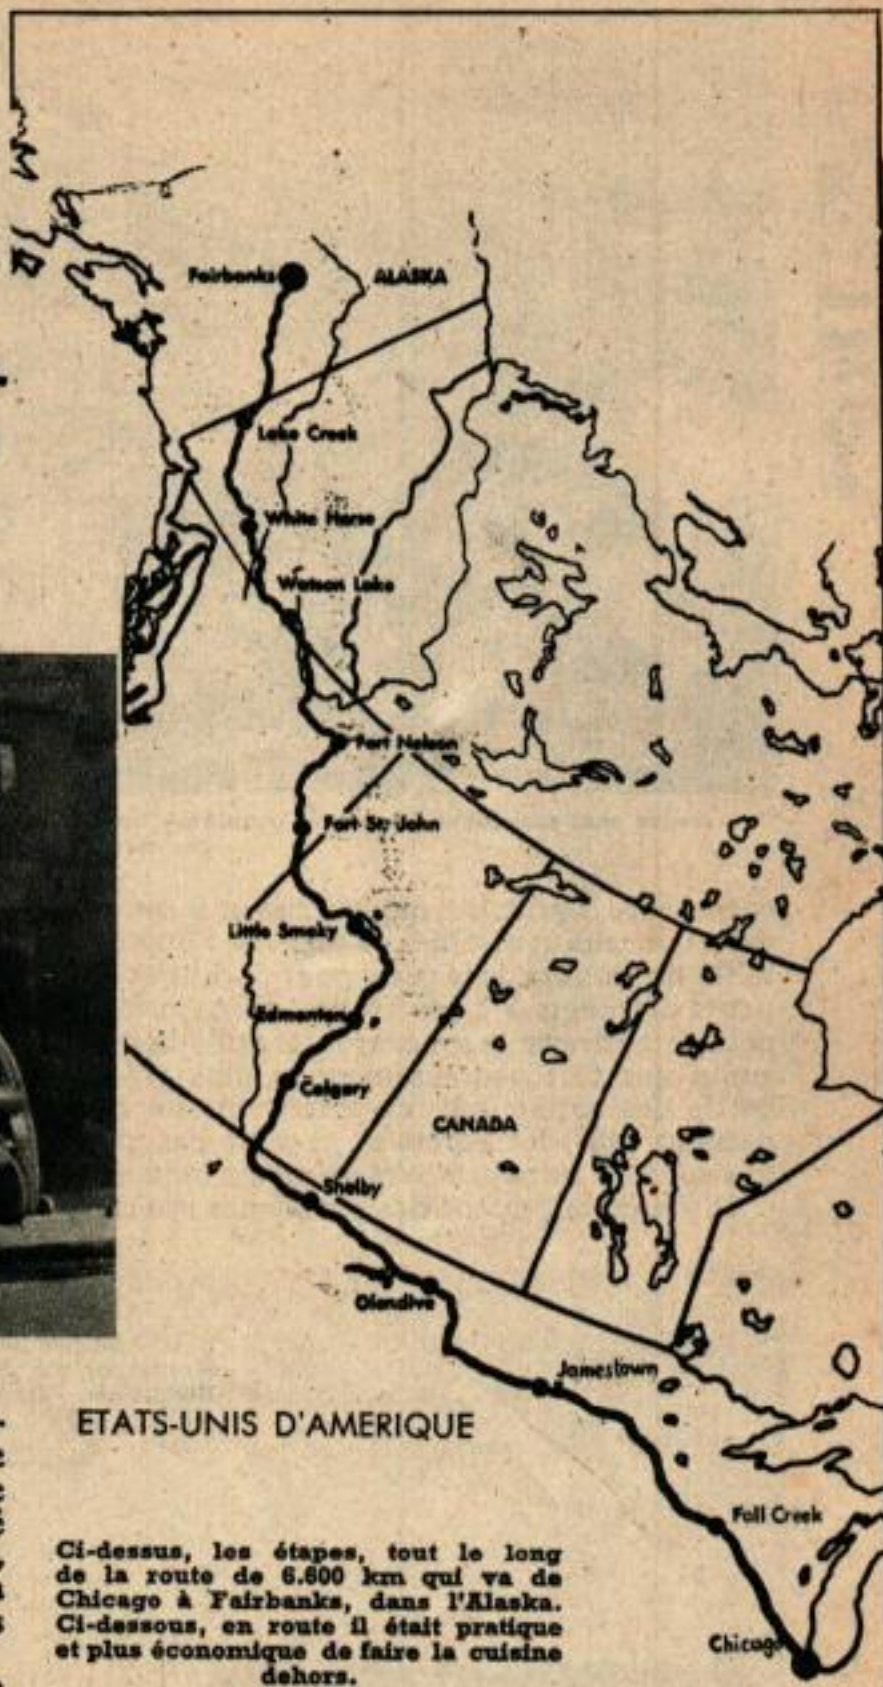 Fairbanks
ALASKA
Lake Creek
White Horse
Watson Lake
Fort Nelson
Fort St. John
Little Smoky
Edmonton
Calgary
CANADA
Shelby
Glendive
Jamestown
ETATS-UNIS D'AMERIQUE
Fall Creek
Chicago
Ci-dessus, les étapes, tout le long
de la route de 6.600 km qui va de
Chicago à Fairbanks, dans l'Alaska.
Ci-dessous, en route il était pratique
et plus économique de faire la cuisine
dehors.